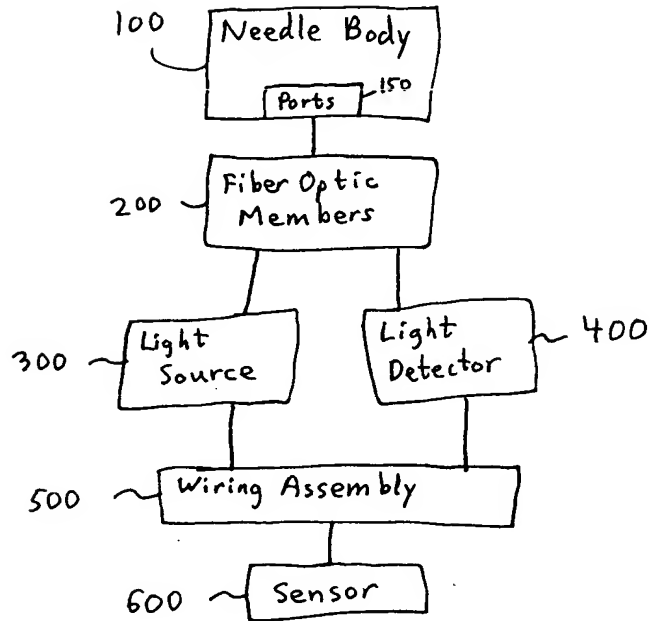 100
Needle Body
Ports
150
200
Fiber Optic
Members
300
Light
Source
Light
Detector
400
500
Wiring Assembly
600
Sensor